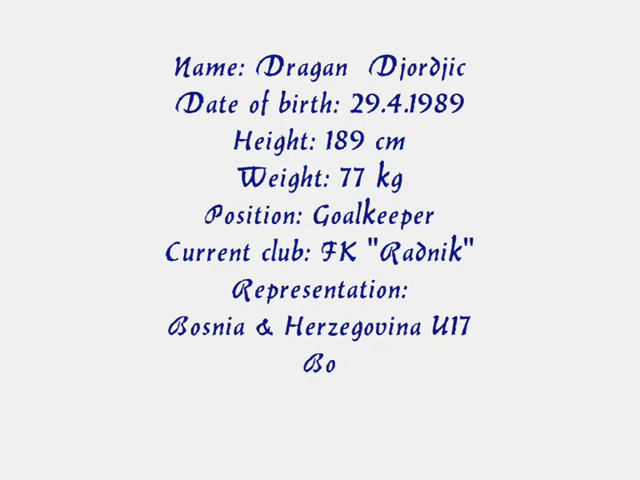 Name: Dragan Djordjic
Date of birth: 29.4.1989
Height: 189 cm
Weight: 77 kg
Position: Goalkeeper
Current club: FK "Radnik"
Representation:
Bosnia & Herzegovina U17
Bo